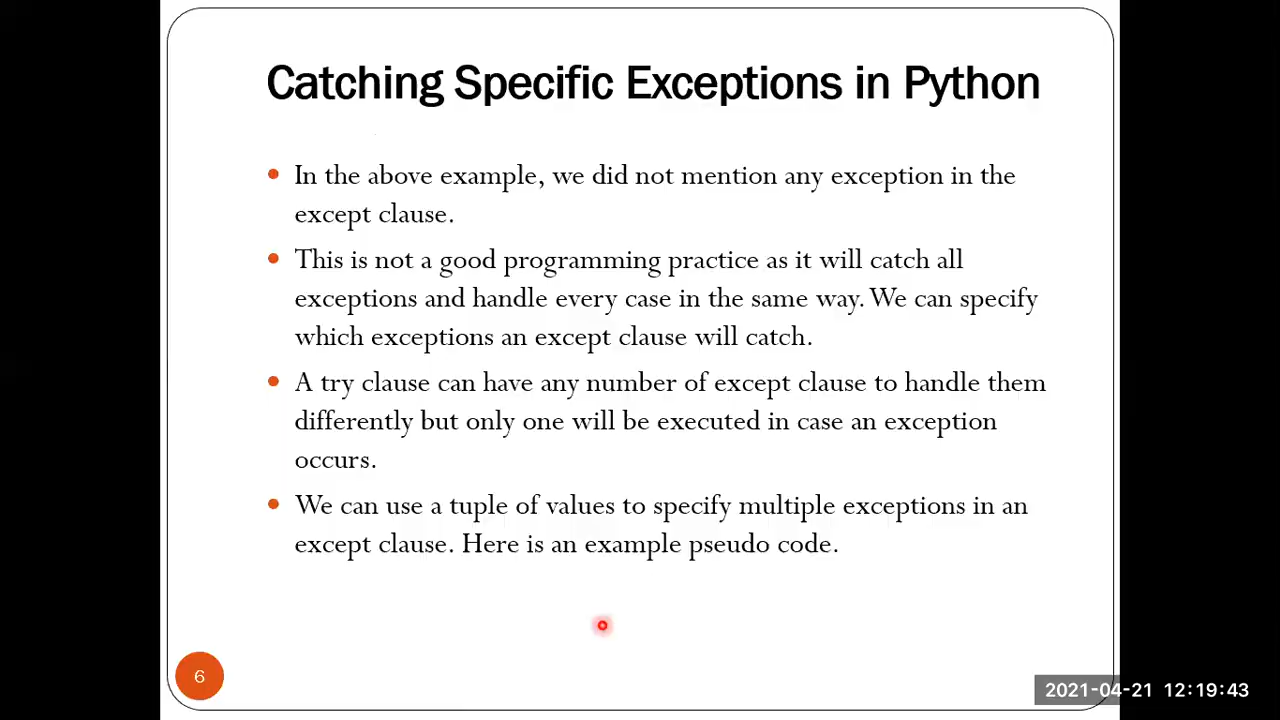 Catching Specific Exceptions in Python
In the above example, we did not mention any exception in the
except clause.
This is not a good programming practice as it will catch all
exceptions and handle every case in the same way. We can specify
which exceptions an except clause will catch.
A try clause can have any number of except clause to handle them
differently but only one will be executed in case an exception
occurs.
We can use a tuple of values to specify multiple exceptions in an
except clause. Here is an example pseudo code.
6
2021-04-21 12:19:43